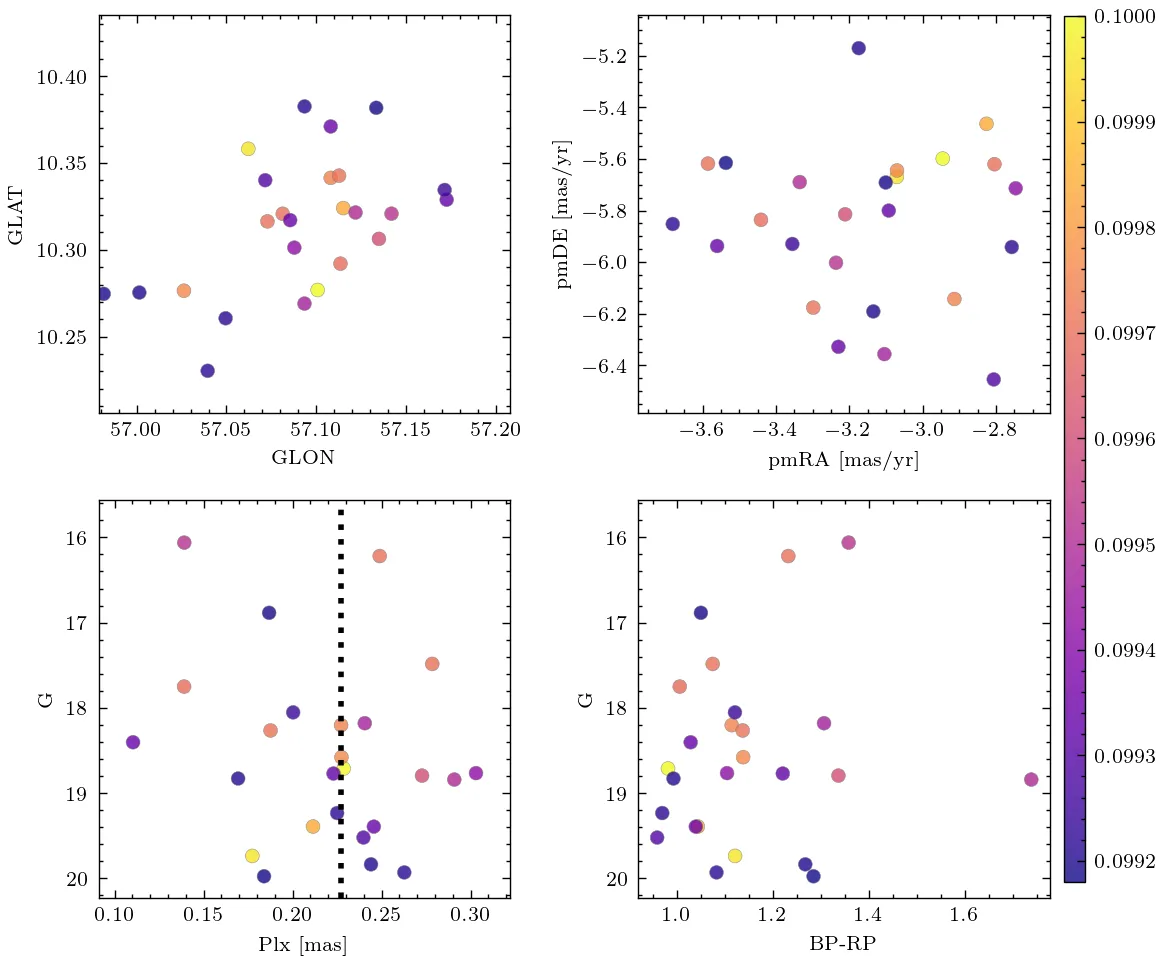 10.40
10.35
10.30
10.25
GLAT
57.00 57.05 57.10 57.15 57.20
GLON
−5.2
−5.4
−5.6
−5.8
−6.0
−6.2
−6.4
pmDE [mas/yr]
−3.6 −3.4 −3.2 −3.0 −2.8
pmRA [mas/yr]
0.1000
0.0999
0.0998
0.0997
0.0996
0.0995
0.0994
0.0993
0.0992
16
17
18
19
20
G
0.10 0.15 0.20 0.25 0.30
Plx [mas]
16
17
18
19
20
G
1.0 1.2 1.4 1.6
BP-RP